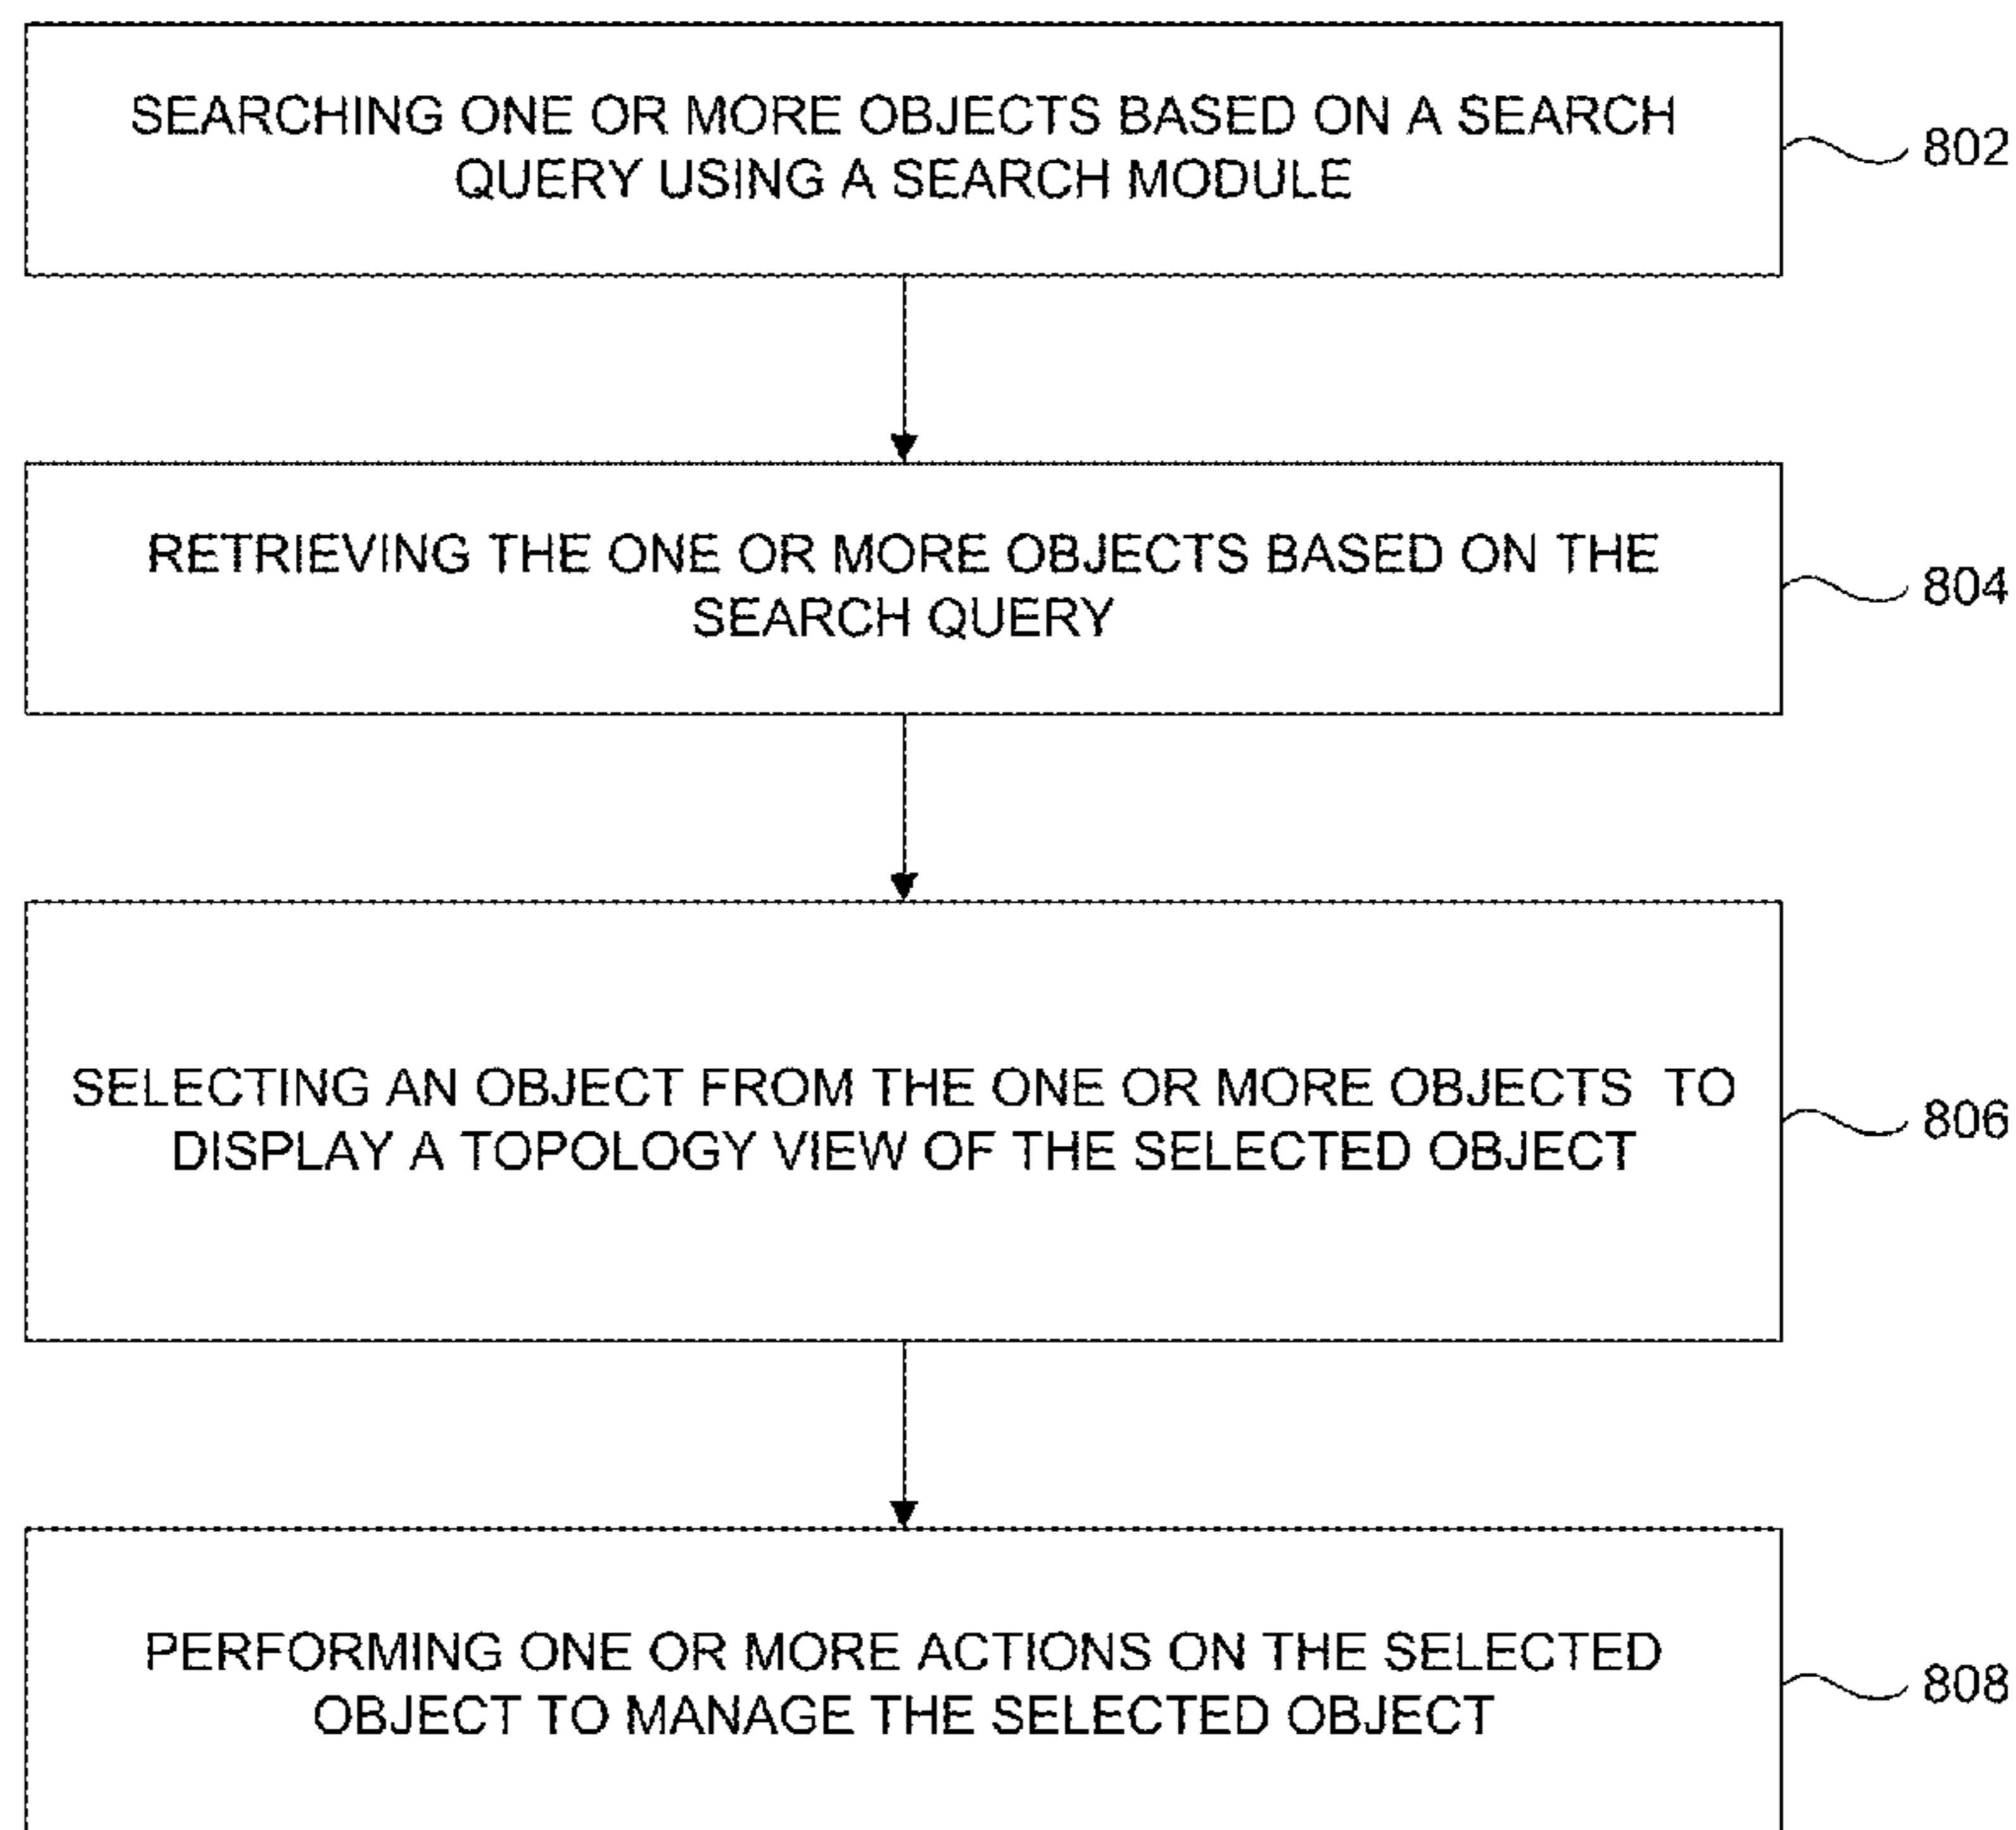 SEARCHING ONE OR MORE OBJECTS BASED ON A SEARCH
QUERY USING A SEARCH MODULE
802
RETRIEVING THE ONE OR MORE OBJECTS BASED ON THE
SEARCH QUERY
804
SELECTING AN OBJECT FROM THE ONE OR MORE OBJECTS TO
DISPLAY A TOPOLOGY VIEW OF THE SELECTED OBJECT
806
PERFORMING ONE OR MORE ACTIONS ON THE SELECTED
OBJECT TO MANAGE THE SELECTED OBJECT
808